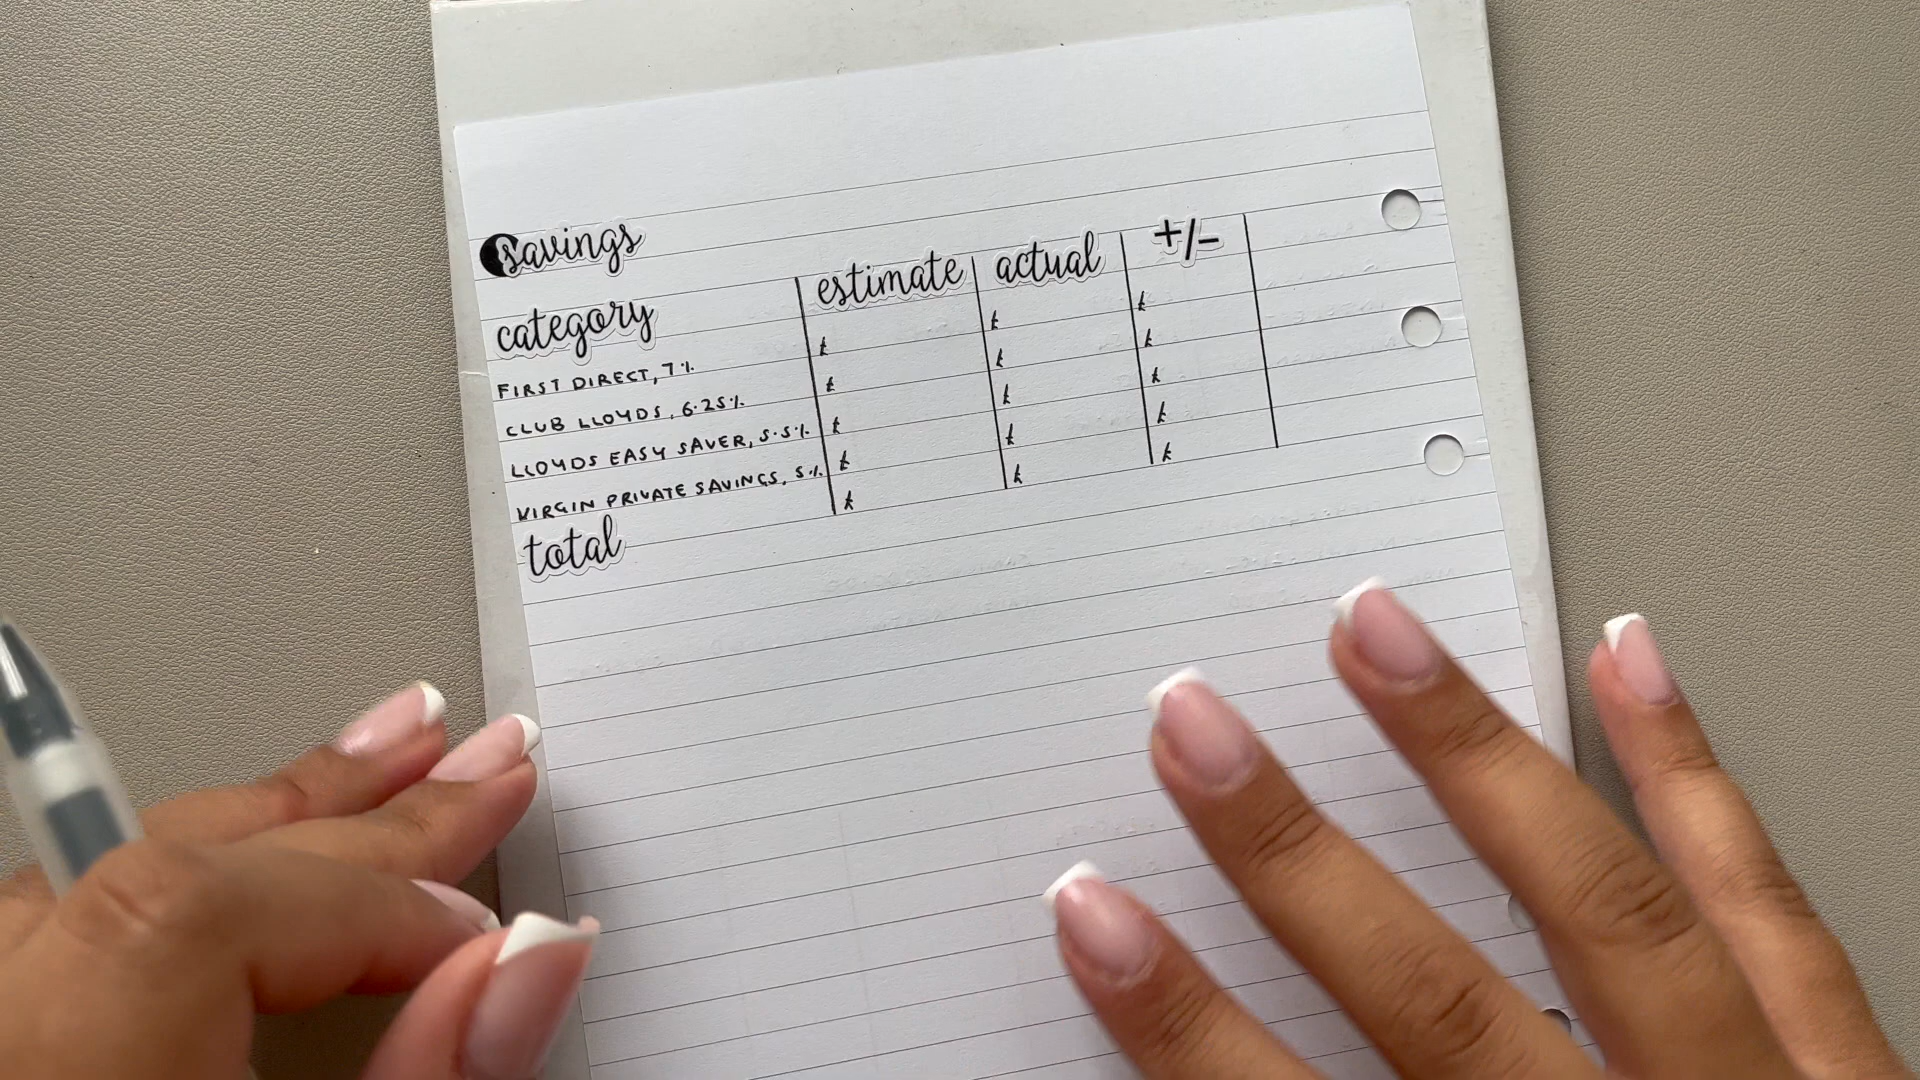 savings
category estimate actual +/-
FIRST DIRECT, 7% £ £ £
CLUB LLOYDS, 6.25% £ £ £
LLOYDS EASY SAVER, 5.5% £ £ £
VIRGIN PRIVATE SAVINGS, 5% £ £ £
total £ £ £